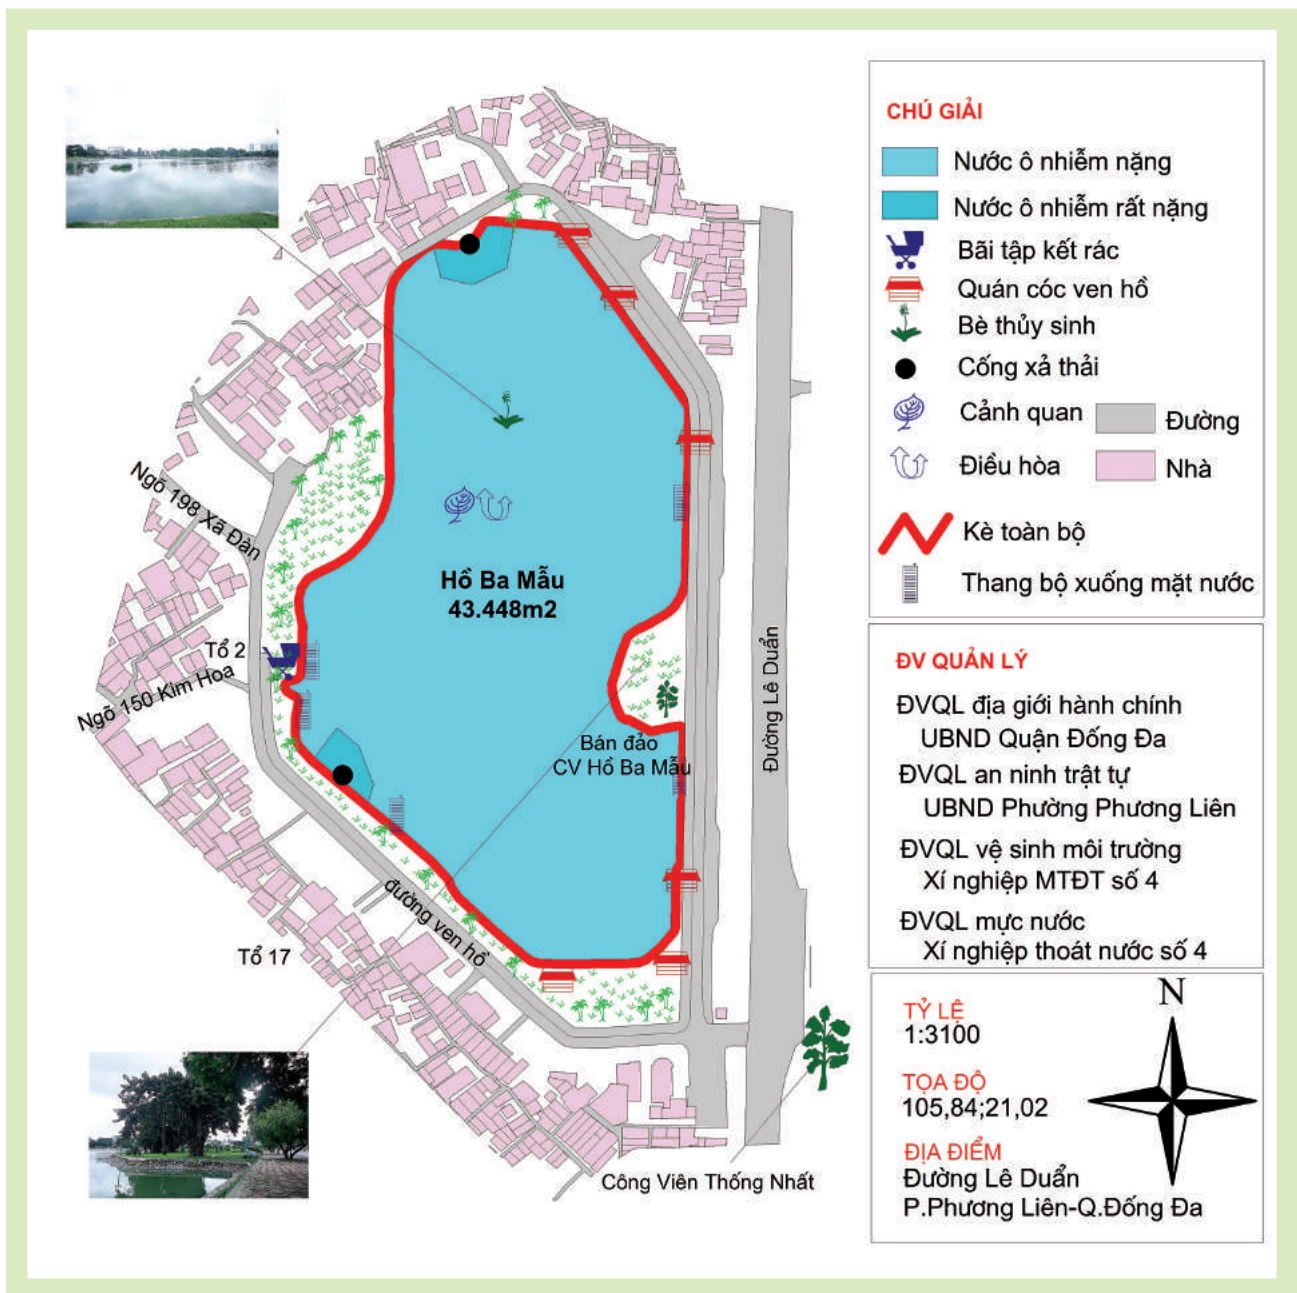 Ngõ 198 Xã Đàn
Tổ 2
Ngõ 150 Kim Hoa
Hồ Ba Mẫu
43.448m2
Bán đảo
CV Hồ Ba Mẫu
Đường Lê Duẩn
đường ven hồ
Tổ 17
Công Viên Thống Nhất
CHÚ GIẢI
Nước ô nhiễm nặng
Nước ô nhiễm rất nặng
Bãi tập kết rác
Quán cóc ven hồ
Bè thủy sinh
Cống xả thải
Cảnh quan
Đường
Điều hòa
Nhà
Kè toàn bộ
Thang bộ xuống mặt nước
ĐV QUẢN LÝ
ĐVQL địa giới hành chính
UBND Quận Đống Đa
ĐVQL an ninh trật tự
UBND Phường Phương Liên
ĐVQL vệ sinh môi trường
Xí nghiệp MTĐT số 4
ĐVQL mực nước
Xí nghiệp thoát nước số 4
N
TỶ LỆ
1:3100
TỌA ĐỘ
105,84;21,02
ĐỊA ĐIỂM
Đường Lê Duẩn
P.Phương Liên-Q.Đống Đa